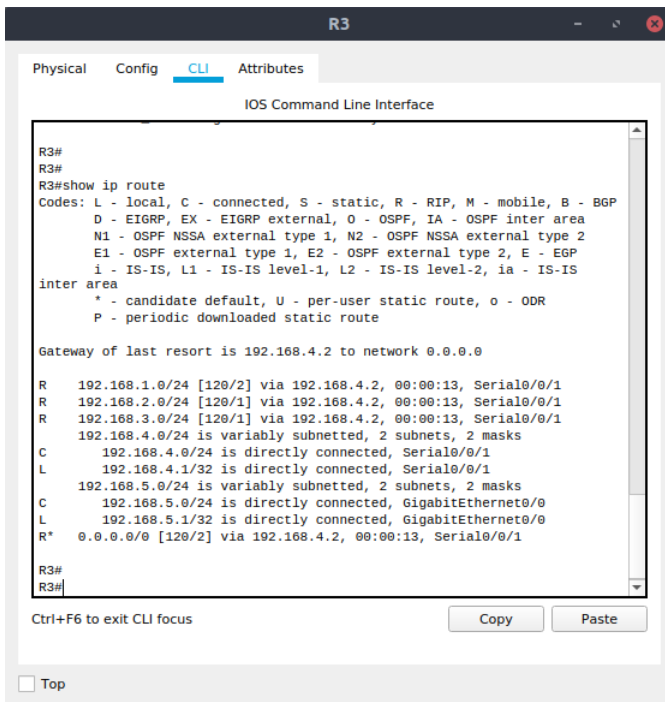 R3
Physical Config CLI Attributes
IOS Command Line Interface
R3#
R3#
R3#show ip route
Codes: L - local, C - connected, S - static, R - RIP, M - mobile, B - BGP
D - EIGRP, EX - EIGRP external, O - OSPF, IA - OSPF inter area
N1 - OSPF NSSA external type 1, N2 - OSPF NSSA external type 2
E1 - OSPF external type 1, E2 - OSPF external type 2, E - EGP
i - IS-IS, L1 - IS-IS level-1, L2 - IS-IS level-2, ia - IS-IS
inter area
* - candidate default, U - per-user static route, o - ODR
P - periodic downloaded static route
Gateway of last resort is 192.168.4.2 to network 0.0.0.0
R 192.168.1.0/24 [120/2] via 192.168.4.2, 00:00:13, Serial0/0/1
R 192.168.2.0/24 [120/1] via 192.168.4.2, 00:00:13, Serial0/0/1
R 192.168.3.0/24 [120/1] via 192.168.4.2, 00:00:13, Serial0/0/1
192.168.4.0/24 is variably subnetted, 2 subnets, 2 masks
C 192.168.4.0/24 is directly connected, Serial0/0/1
L 192.168.4.1/32 is directly connected, Serial0/0/1
192.168.5.0/24 is variably subnetted, 2 subnets, 2 masks
C 192.168.5.0/24 is directly connected, GigabitEthernet0/0
L 192.168.5.1/32 is directly connected, GigabitEthernet0/0
R* 0.0.0.0/0 [120/2] via 192.168.4.2, 00:00:13, Serial0/0/1
R3#
R3#
Ctrl+F6 to exit CLI focus Copy Paste
Top